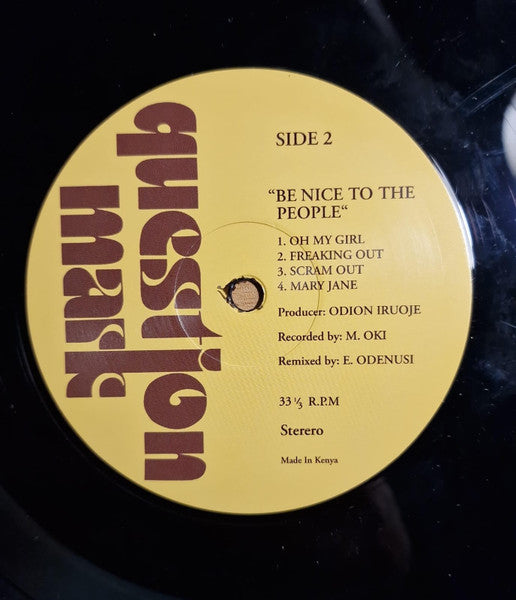 question
mark
SIDE 2
“BE NICE TO THE
PEOPLE“
1. OH MY GIRL
2. FREAKING OUT
3. SCRAM OUT
4. MARY JANE
Producer: ODION IRUOJE
Recorded by: M. OKI
Remixed by: E. ODENUSI
33 ⅓ R.P.M
Sterero
Made In Kenya